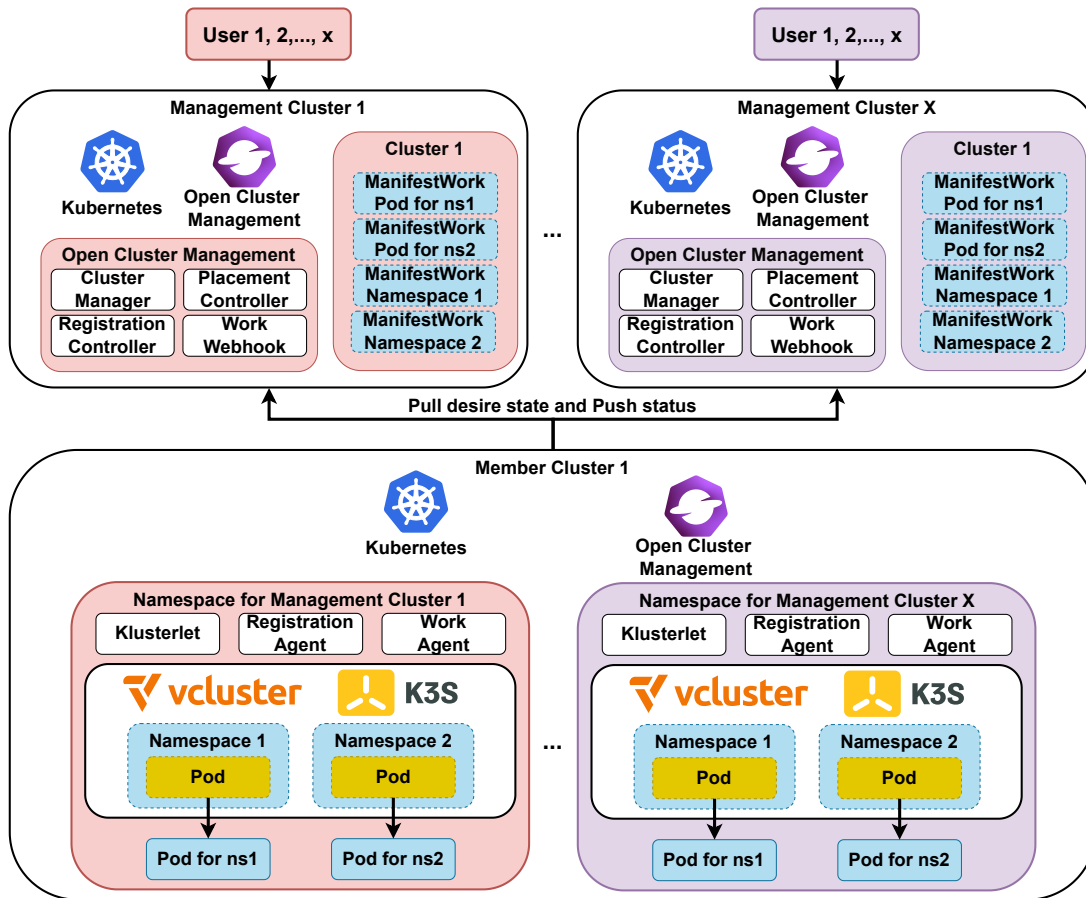 User 1, 2,..., x
User 1, 2,..., x
Management Cluster 1
Kubernetes
Open Cluster
Management
Cluster 1
ManifestWork
Pod for ns1
ManifestWork
Pod for ns2
ManifestWork
Namespace 1
ManifestWork
Namespace 2
Open Cluster Management
Cluster
Manager
Placement
Controller
Registration
Controller
Work
Webhook
...
Management Cluster X
Kubernetes
Open Cluster
Management
Cluster 1
ManifestWork
Pod for ns1
ManifestWork
Pod for ns2
ManifestWork
Namespace 1
ManifestWork
Namespace 2
Open Cluster Management
Cluster
Manager
Placement
Controller
Registration
Controller
Work
Webhook
Pull desire state and Push status
Member Cluster 1
Kubernetes
Open Cluster
Management
Namespace for Management Cluster 1
Klusterlet
Registration
Agent
Work
Agent
vcluster
K3S
Namespace 1
Pod
Namespace 2
Pod
Pod for ns1
Pod for ns2
...
Namespace for Management Cluster X
Klusterlet
Registration
Agent
Work
Agent
vcluster
K3S
Namespace 1
Pod
Namespace 2
Pod
Pod for ns1
Pod for ns2